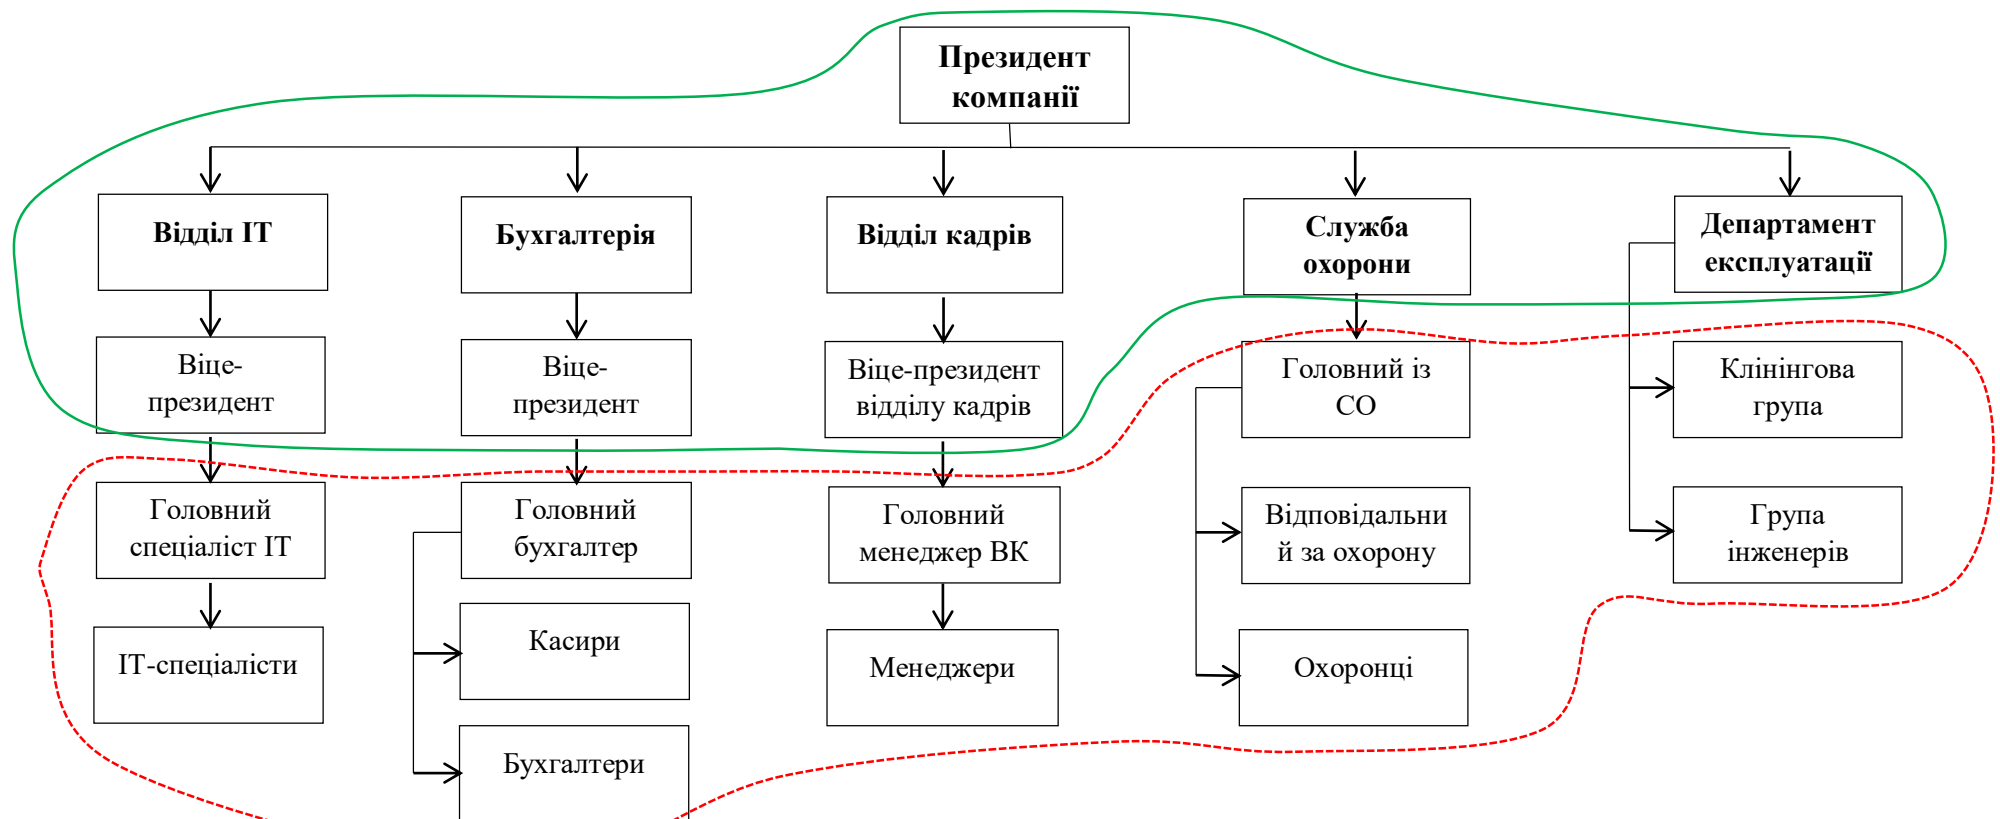 Президент
компанії
Відділ ІТ
Бухгалтерія
Відділ кадрів
Служба
охорони
Департамент
експлуатації
Віце-
президент
Віце-
президент
Віце-президент
відділу кадрів
Головний із
СО
Клінінгова
група
Головний
спеціаліст ІТ
Головний
бухгалтер
Головний
менеджер ВК
Відповідальни
й за охорону
Група
інженерів
ІТ-спеціалісти
Касири
Менеджери
Охоронці
Бухгалтери